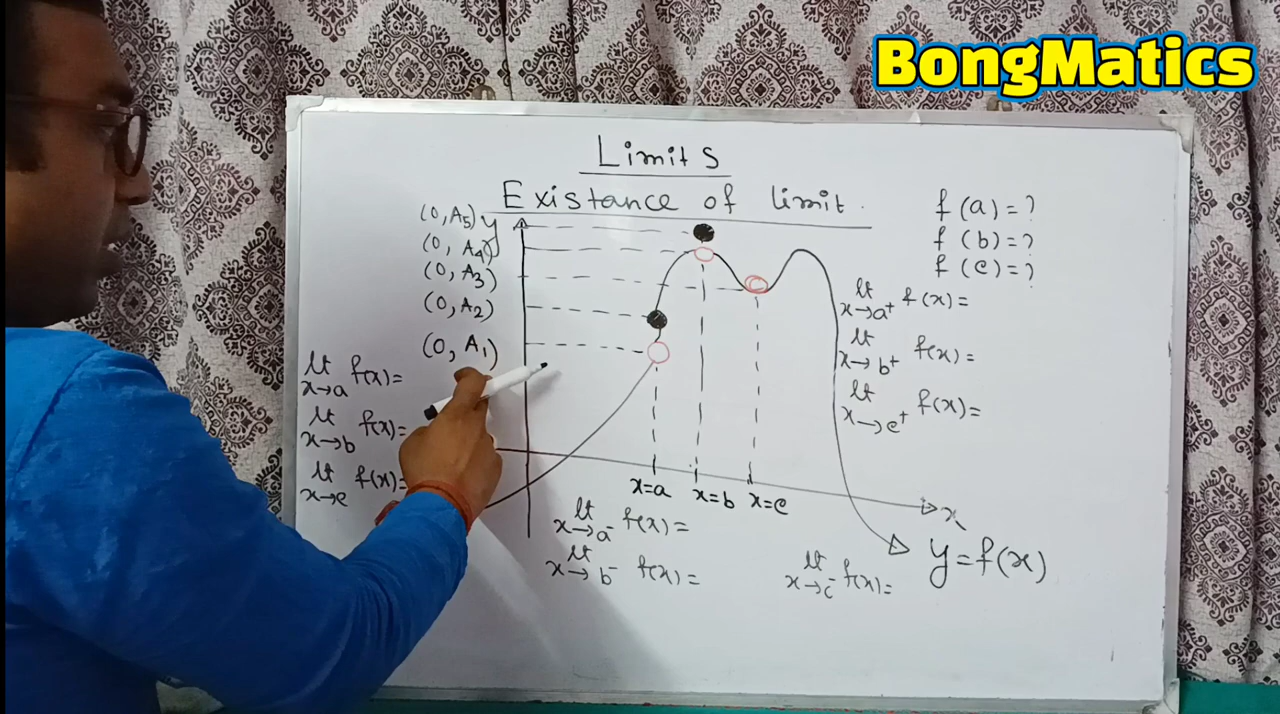 BongMatics
Limits
Existance of limit.
f(a)=?
f(b)=?
f(c)=?
(0, A5) y
(0, A4)
(0, A3)
(0, A2)
(0, A1)
lt x→a f(x)=
lt x→b f(x)=
lt x→c f(x)=
lt x→a⁺ f(x)=
lt x→b⁺ f(x)=
lt x→c⁺ f(x)=
x=a x=b x=c
x
lt x→a⁻ f(x)=
lt x→b⁻ f(x)=
lt x→c⁻ f(x)=
y=f(x)